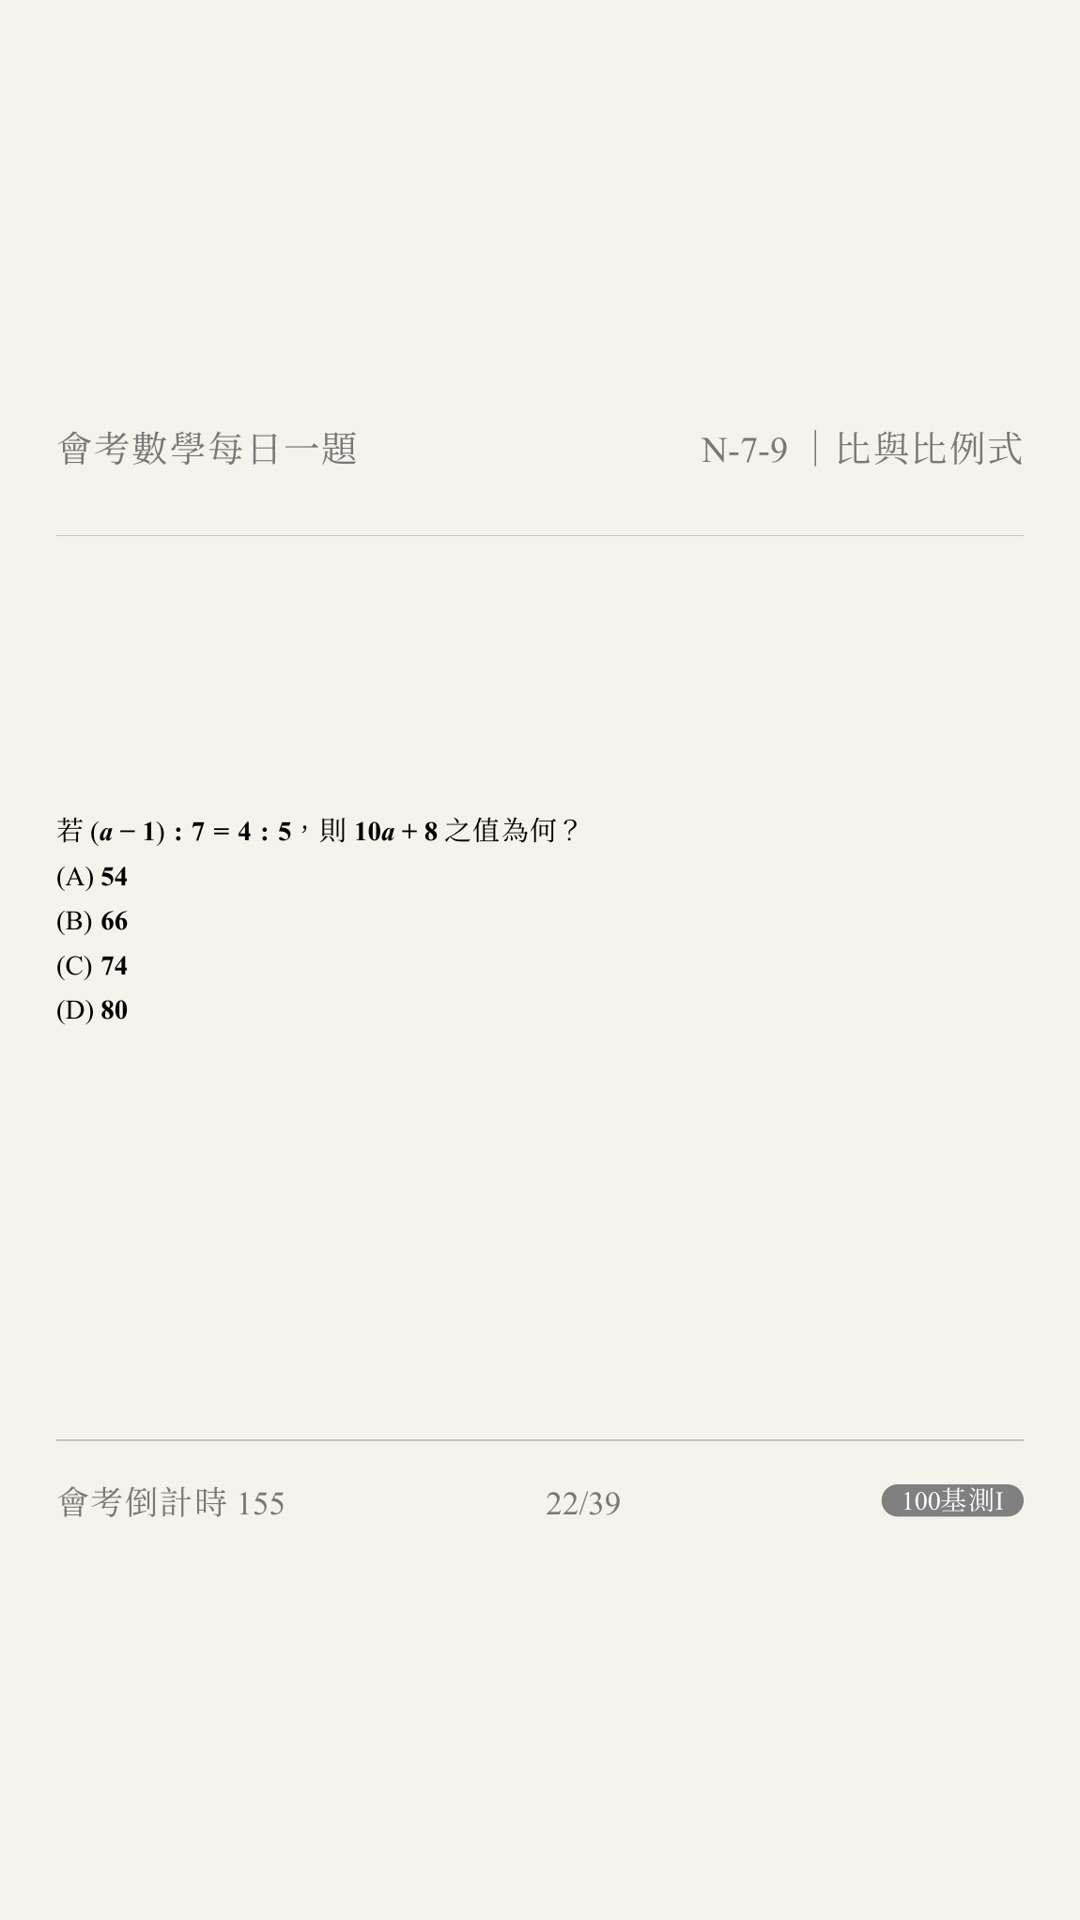 會考數學每日一題
N-7-9 | 比與比例式
若 (a − 1) : 7 = 4 : 5，則 10a + 8 之值為何？
(A) 54
(B) 66
(C) 74
(D) 80
會考倒計時 155
22/39
100基測I